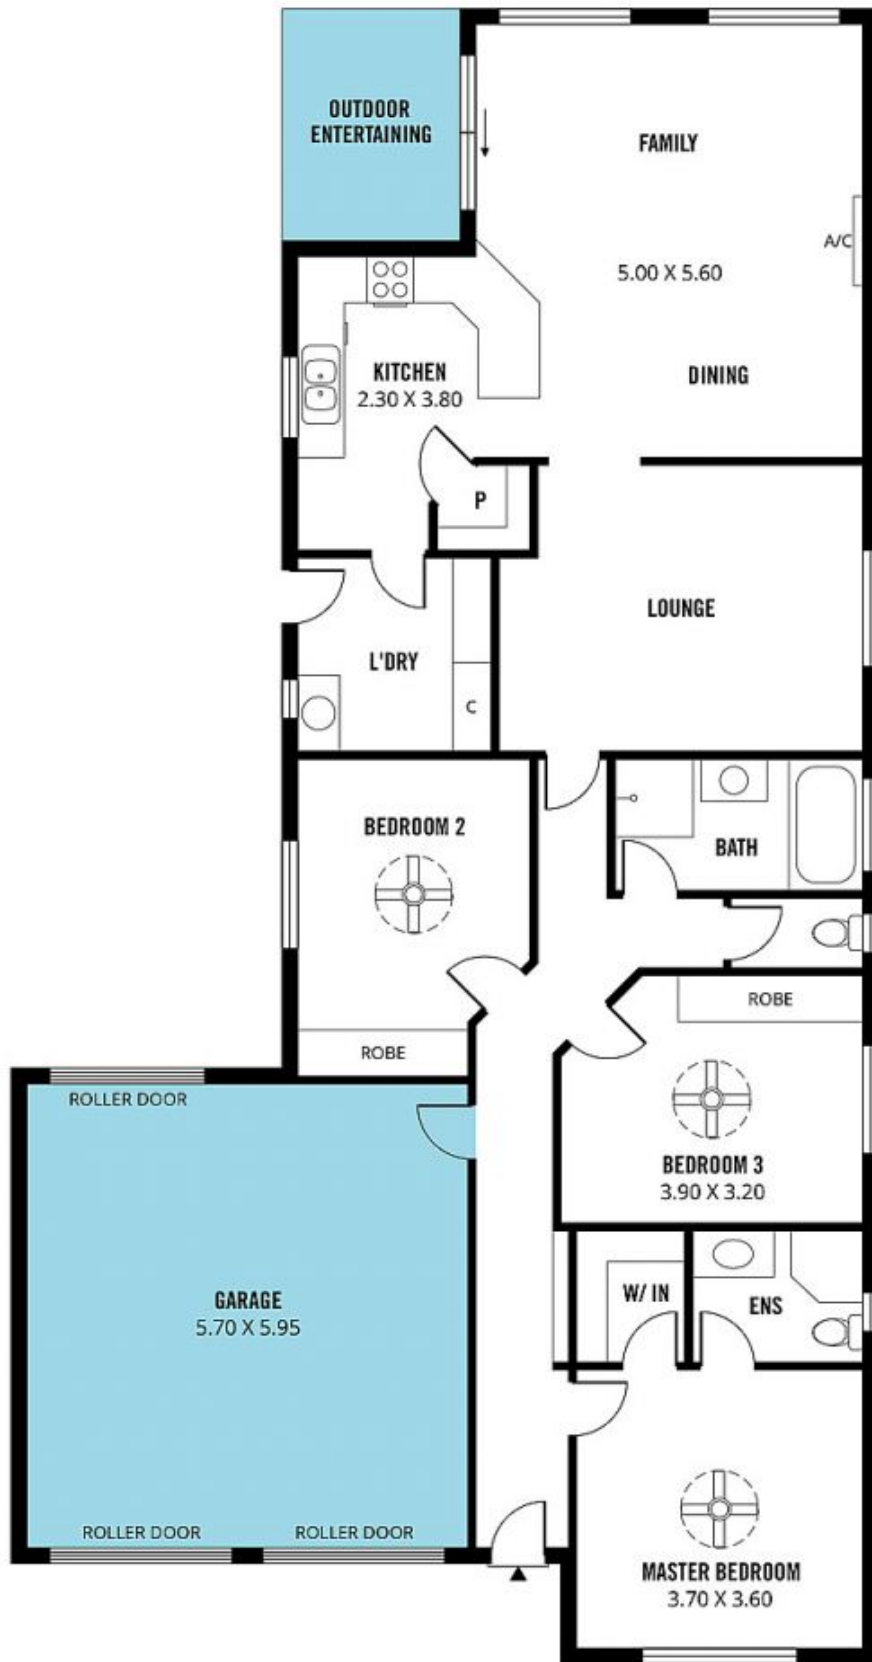 OUTDOOR
ENTERTAINING
FAMILY
A/C
5.00 X 5.60
DINING
KITCHEN
2.30 X 3.80
P
LOUNGE
L'DRY
C
BEDROOM 2
BATH
ROBE
ROBE
ROLLER DOOR
BEDROOM 3
3.90 X 3.20
GARAGE
5.70 X 5.95
W/ IN
ENS
ROLLER DOOR
ROLLER DOOR
MASTER BEDROOM
3.70 X 3.60